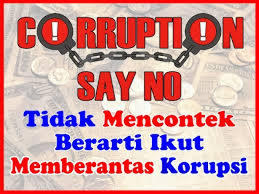 CORRUPTION
SAY NO
Tidak Mencontek
Berarti Ikut
Memberantas Korupsi